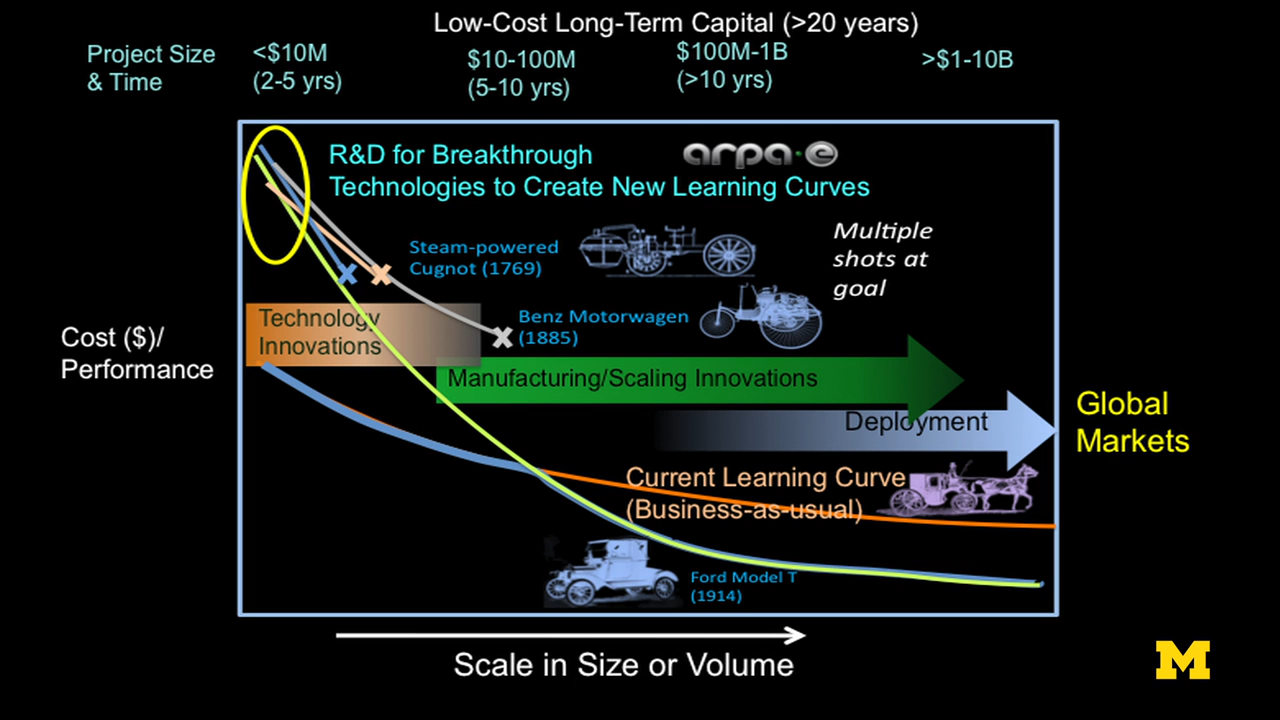 Low-Cost Long-Term Capital (>20 years)
Project Size
& Time
<$10M
(2-5 yrs)
$10-100M
(5-10 yrs)
$100M-1B
(>10 yrs)
>$1-10B
R&D for Breakthrough
Technologies to Create New Learning Curves
arpa·e
Steam-powered
Cugnot (1769)
Multiple
shots at
goal
Benz Motorwagen
(1885)
Technology
Innovations
Cost ($)/
Performance
Manufacturing/Scaling Innovations
Deployment
Global
Markets
Current Learning Curve
(Business-as-usual)
Ford Model T
(1914)
Scale in Size or Volume
M